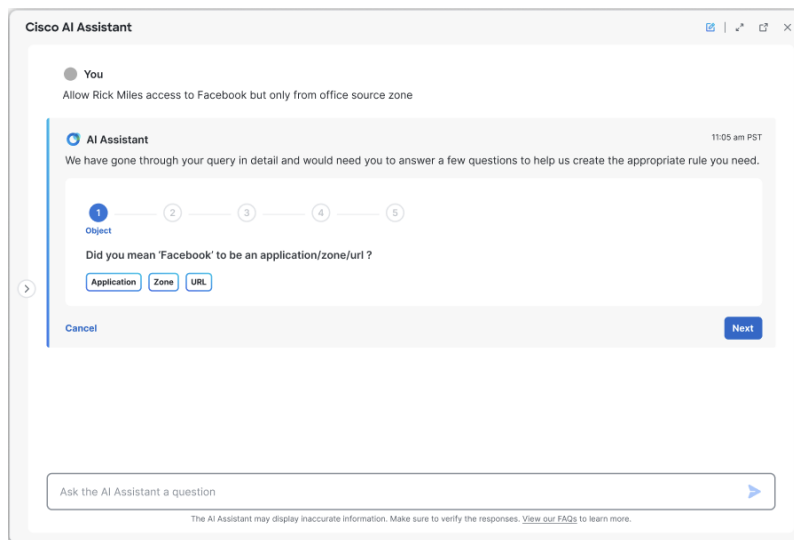 Cisco AI Assistant
You
Allow Rick Miles access to Facebook but only from office source zone
AI Assistant
11:05 am PST
We have gone through your query in detail and would need you to answer a few questions to help us create the appropriate rule you need.
1 2 3 4 5
Object
Did you mean ‘Facebook’ to be an application/zone/url ?
Application Zone URL
Cancel
Next
Ask the AI Assistant a question
The AI Assistant may display inaccurate information. Make sure to verify the responses. View our FAQs to learn more.